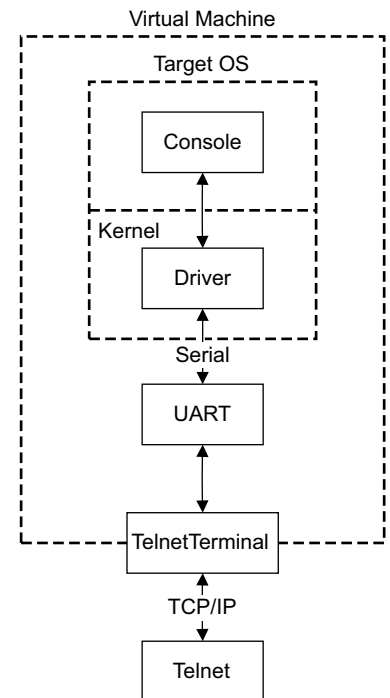 Virtual Machine
Target OS
Console
Kernel
Driver
Serial
UART
TelnetTerminal
TCP/IP
Telnet